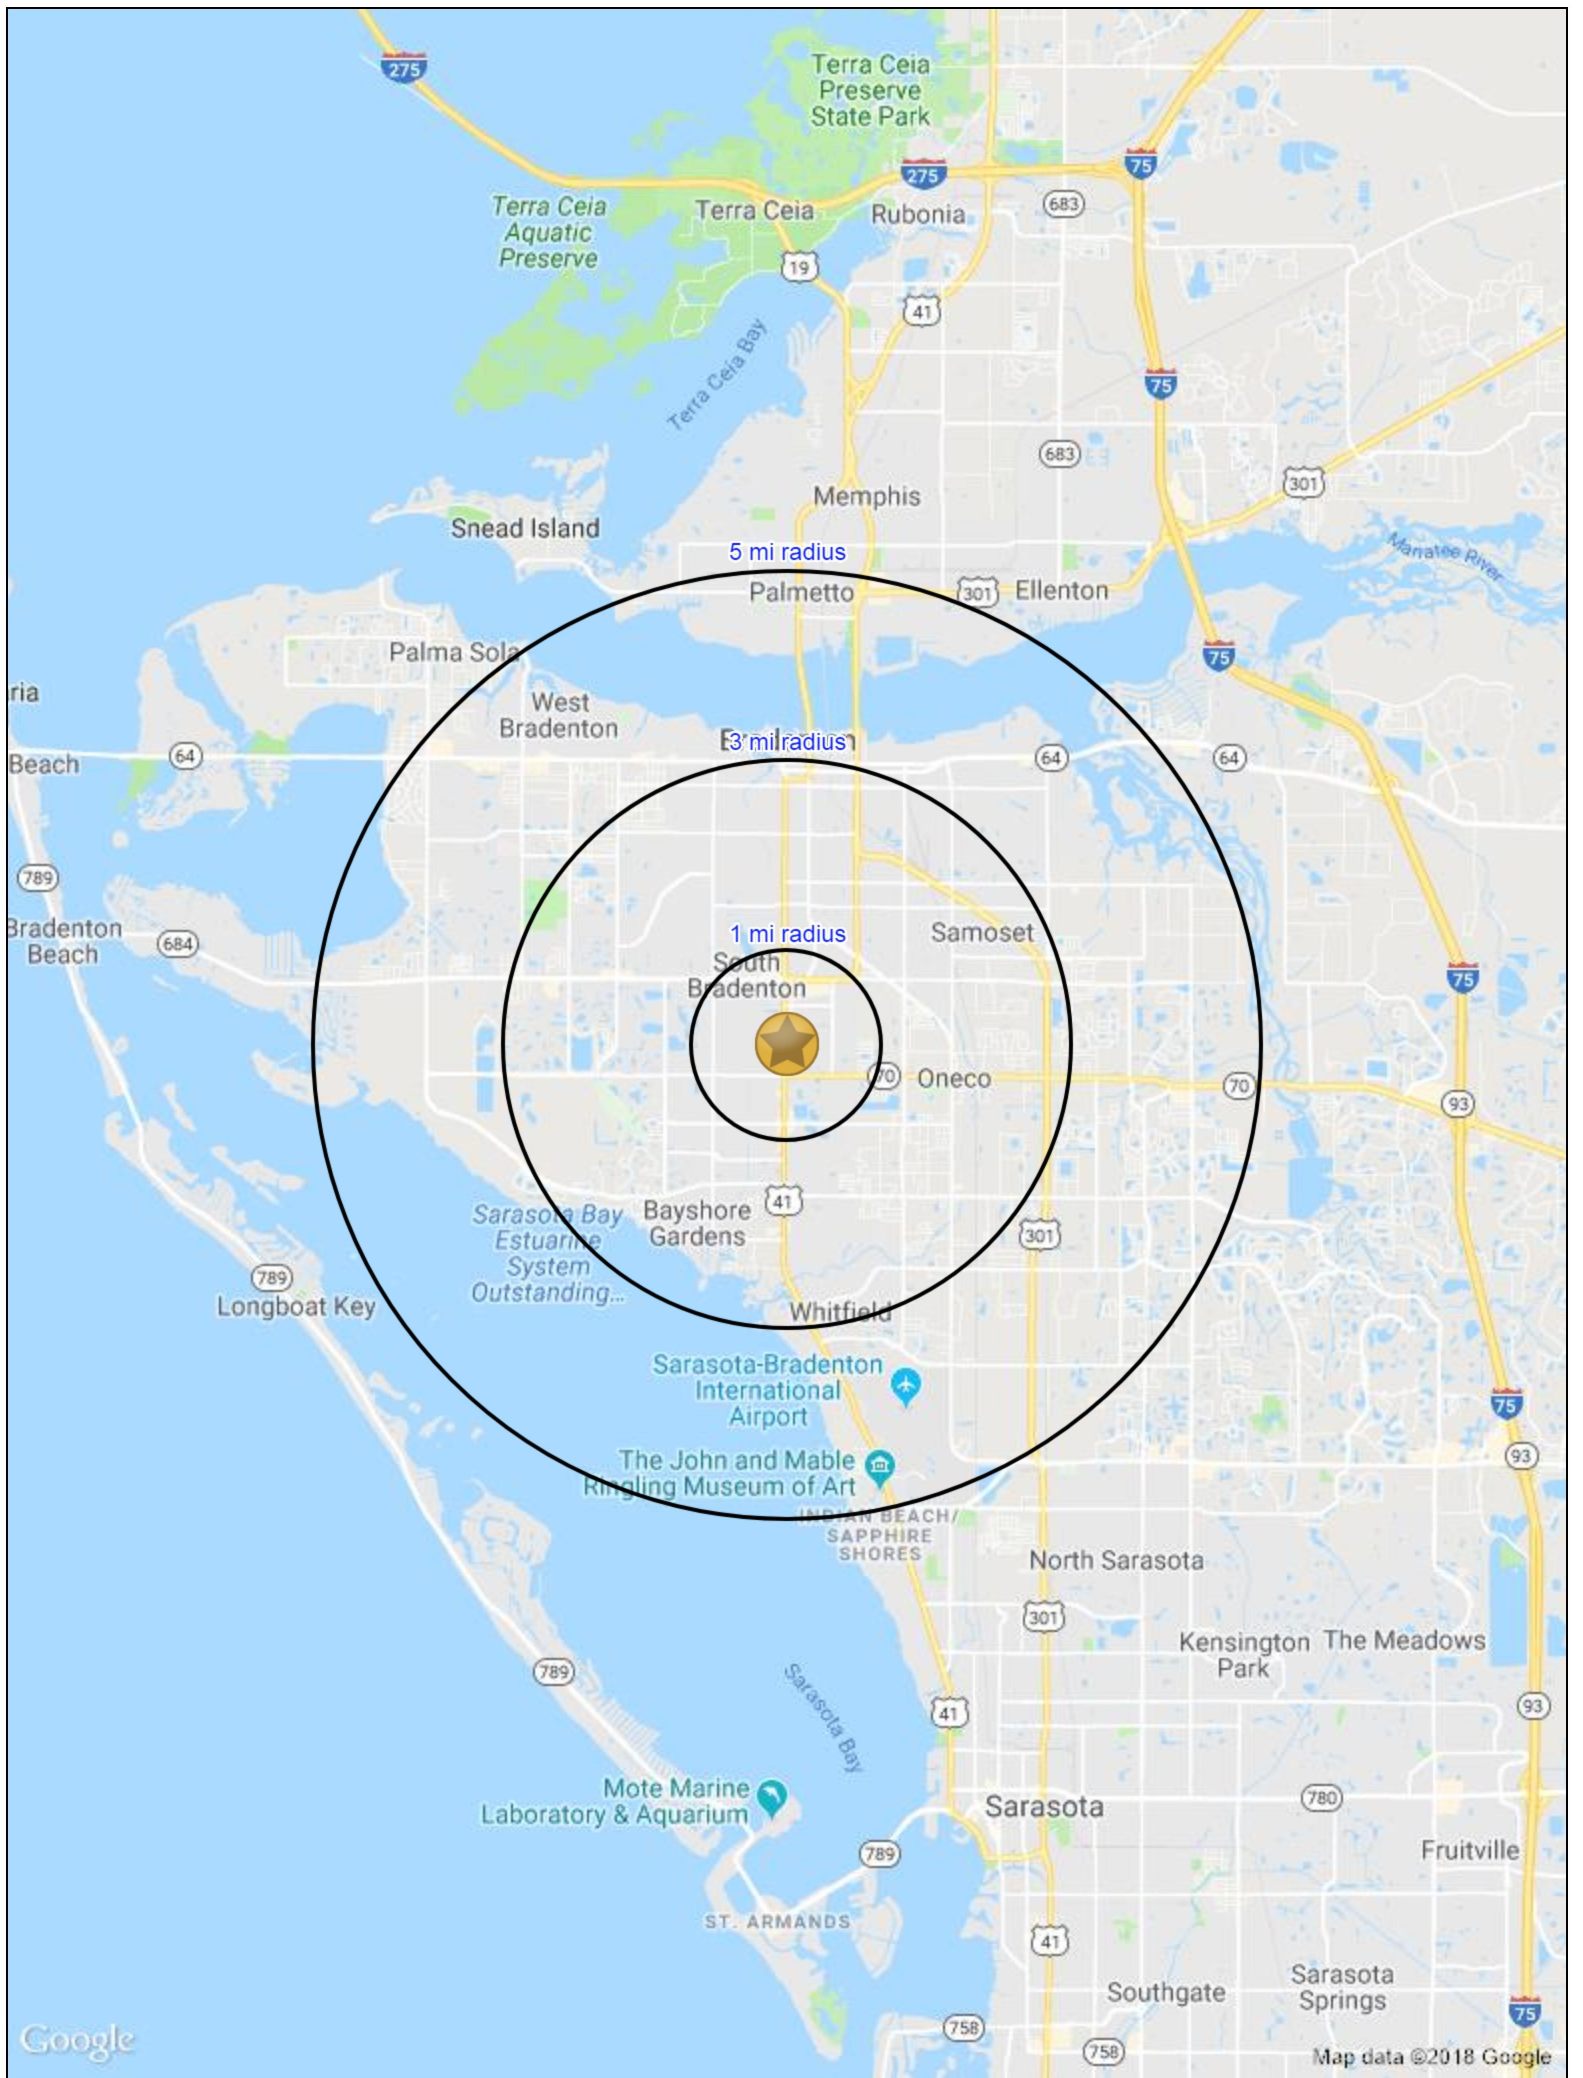 275
Terra Ceia
Preserve
State Park
75
275
Terra Ceia
Aquatic
Preserve
Terra Ceia
Rubonia
683
19
41
Terra Ceia Bay
75
683
301
Memphis
Snead Island
Manatee River
5 mi radius
Palmetto
301
Ellenton
Palma Sola
75
ria
West
Bradenton
3 mi radius
64
64
64
Beach
789
Bradenton
Beach
684
Samoset
1 mi radius
South
Bradenton
75
70
Oneco
70
93
41
Sarasota Bay
Estuarine
System
Outstanding...
Bayshore
Gardens
301
789
Longboat Key
Whitfield
Sarasota-Bradenton
International
Airport
75
The John and Mable
Ringling Museum of Art
93
INDIAN BEACH/
SAPPHIRE
SHORES
North Sarasota
301
Kensington
Park
The Meadows
789
Sarasota Bay
41
93
Mote Marine
Laboratory & Aquarium
Sarasota
780
789
Fruitville
ST. ARMANDS
41
Southgate
Sarasota
Springs
75
758
758
Google
Map data ©2018 Google